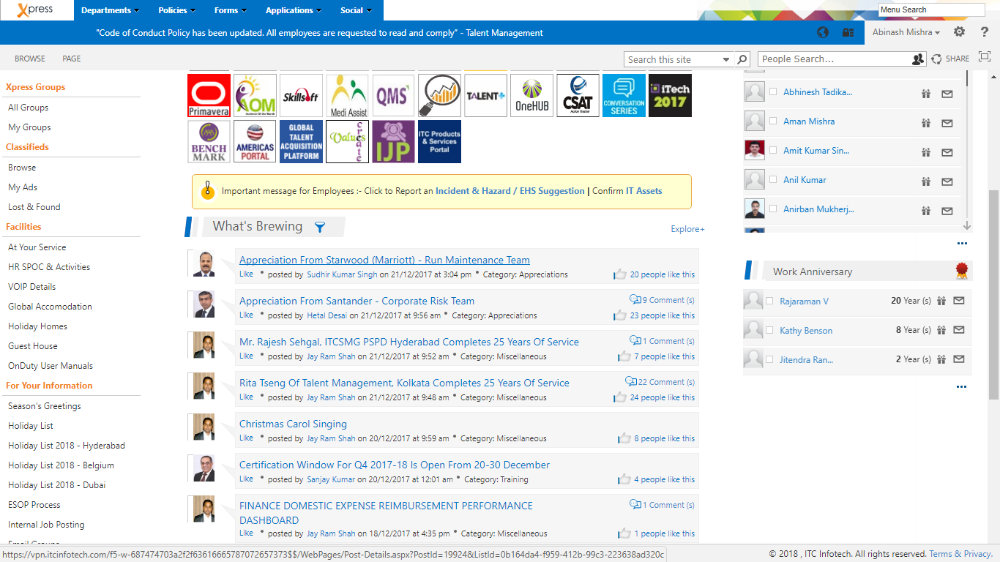 Xpress
Departments
Policies
Forms
Applications
Social
Menu Search
"Code of Conduct Policy has been updated. All employees are requested to read and comply” - Talent Management
Abinash Mishra
?
BROWSE
PAGE
Search this site
People Search...
SHARE
Xpress Groups
All Groups
My Groups
Classifieds
Browse
My Ads
Lost & Found
Facilities
At Your Service
HR SPOC & Activities
VOIP Details
Global Accomodation
Holiday Homes
Guest House
OnDuty User Manuals
For Your Information
Season's Greetings
Holiday List
Holiday List 2018 - Hyderabad
Holiday List 2018 - Belgium
Holiday List 2018 - Dubai
ESOP Process
Internal Job Posting
Primavera
Skillsoft
Medi Assist
QMS
TALENT+
OneHUB
CSAT
Action Tracker
CONVERSATION
SERIES
iTech
2017
BENCH
MARK
AMERICAS
PORTAL
GLOBAL
TALENT
ACQUISITION
PLATFORM
Values
create
IJP
ITC Products
& Services
Portal
Important message for Employees :- Click to Report an Incident & Hazard / EHS Suggestion | Confirm IT Assets
What's Brewing
Explore+
Appreciation From Starwood (Marriott) - Run Maintenance Team
Like • posted by Sudhir Kumar Singh on 21/12/2017 at 3:04 pm • Category: Appreciations
20 people like this
Appreciation From Santander - Corporate Risk Team
9 Comment (s)
Like • posted by Hetal Desai on 21/12/2017 at 9:56 am • Category: Appreciations
23 people like this
Mr. Rajesh Sehgal, ITCSMG PSPD Hyderabad Completes 25 Years Of Service
1 Comment (s)
Like • posted by Jay Ram Shah on 21/12/2017 at 9:52 am • Category: Miscellaneous
7 people like this
Rita Tseng Of Talent Management, Kolkata Completes 25 Years Of Service
22 Comment (s)
Like • posted by Jay Ram Shah on 21/12/2017 at 9:48 am • Category: Miscellaneous
24 people like this
Christmas Carol Singing
Like • posted by Jay Ram Shah on 20/12/2017 at 9:59 am • Category: Miscellaneous
8 people like this
Certification Window For Q4 2017-18 Is Open From 20-30 December
Like • posted by Sanjay Kumar on 20/12/2017 at 12:01 am • Category: Training
4 people like this
FINANCE DOMESTIC EXPENSE REIMBURSEMENT PERFORMANCE
DASHBOARD
1 Comment (s)
Like • posted by Jay Ram Shah on 18/12/2017 at 4:35 pm • Category: Miscellaneous
1 people like this
Abhinesh Tadika...
Aman Mishra
Amit Kumar Sin...
Anil Kumar
Anirban Mukherj...
Work Anniversary
Rajaraman V
20 Year (s)
Kathy Benson
8 Year (s)
Jitendra Ran...
2 Year (s)
https://vpn.itcinfotech.com/f5-w-687474703a2f2f63616665787072657373$$/WebPages/Post-Details.aspx?PostId=19924&ListId=0b164da4-f959-412b-99c3-223638ad320c
© 2018 , ITC Infotech. All rights reserved. Terms & Privacy.